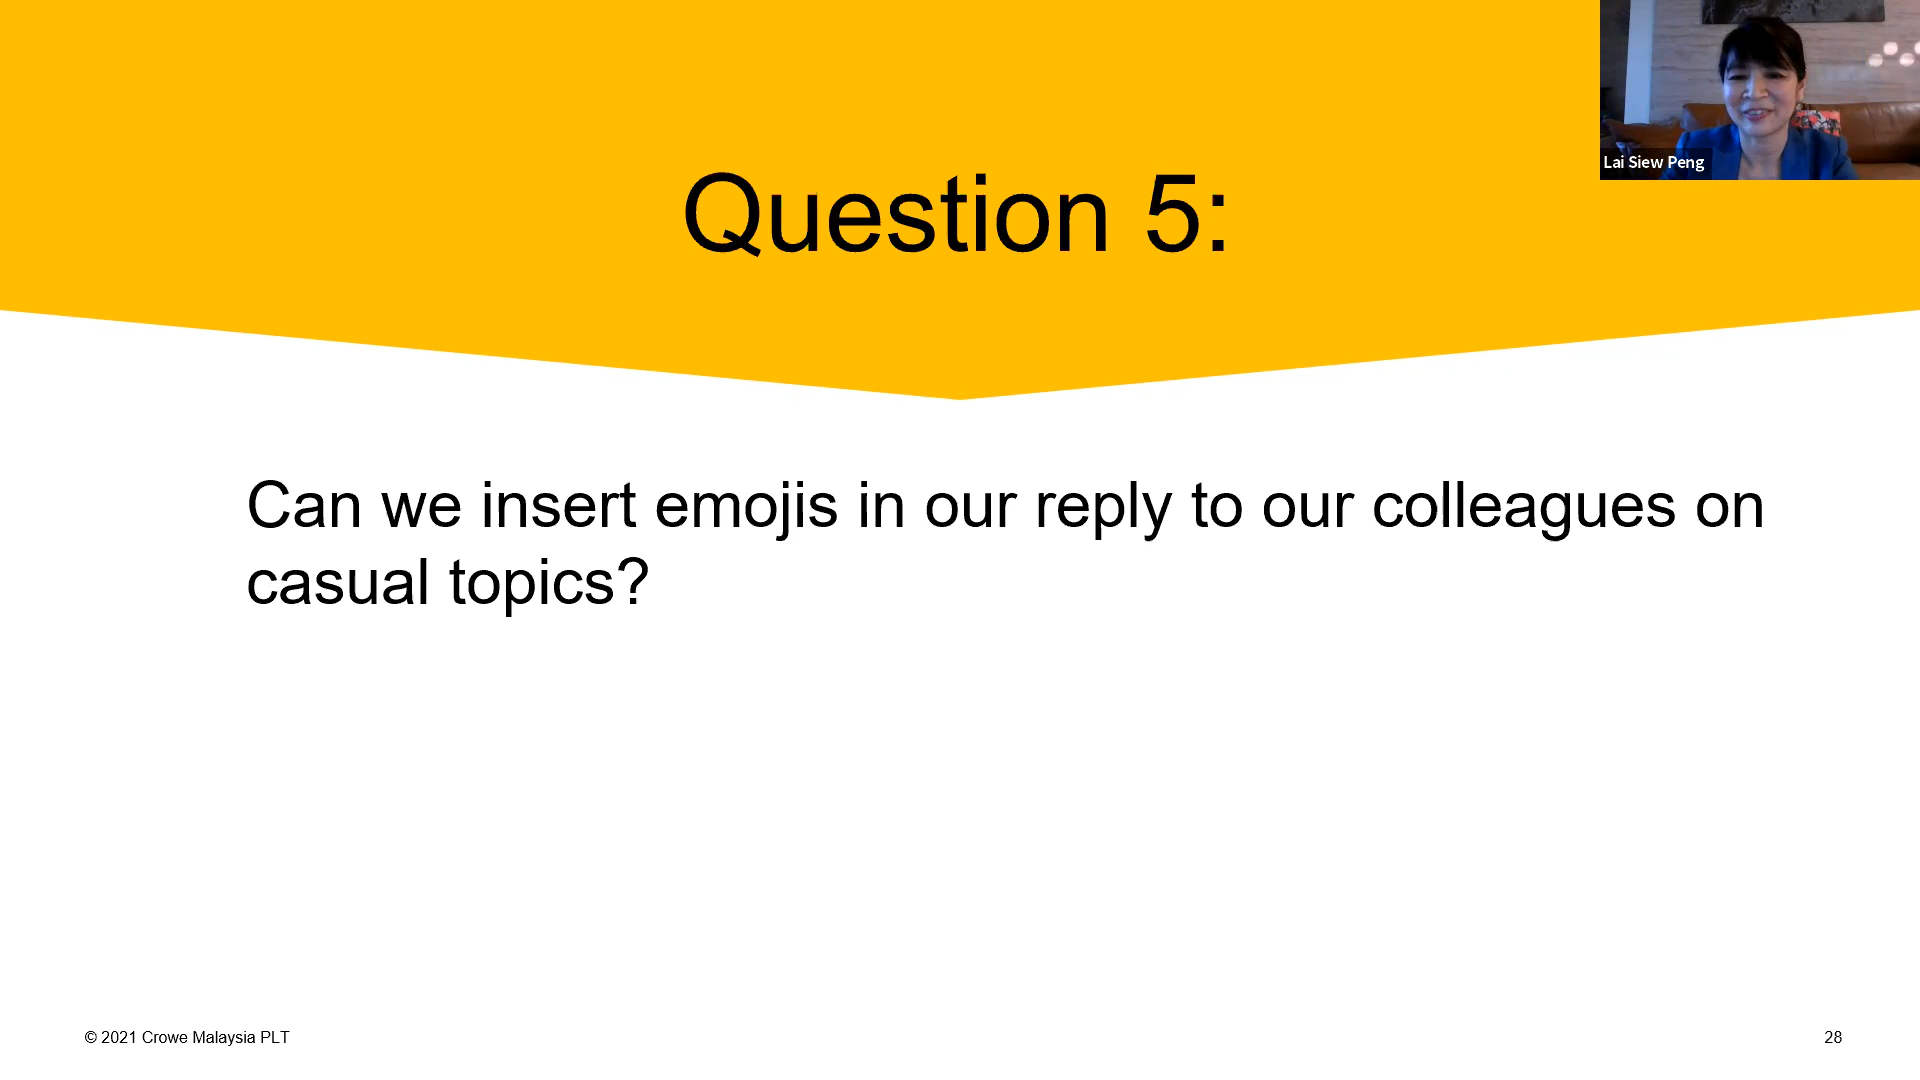 Lai Siew Peng
Question 5:
Can we insert emojis in our reply to our colleagues on
casual topics?
© 2021 Crowe Malaysia PLT
28